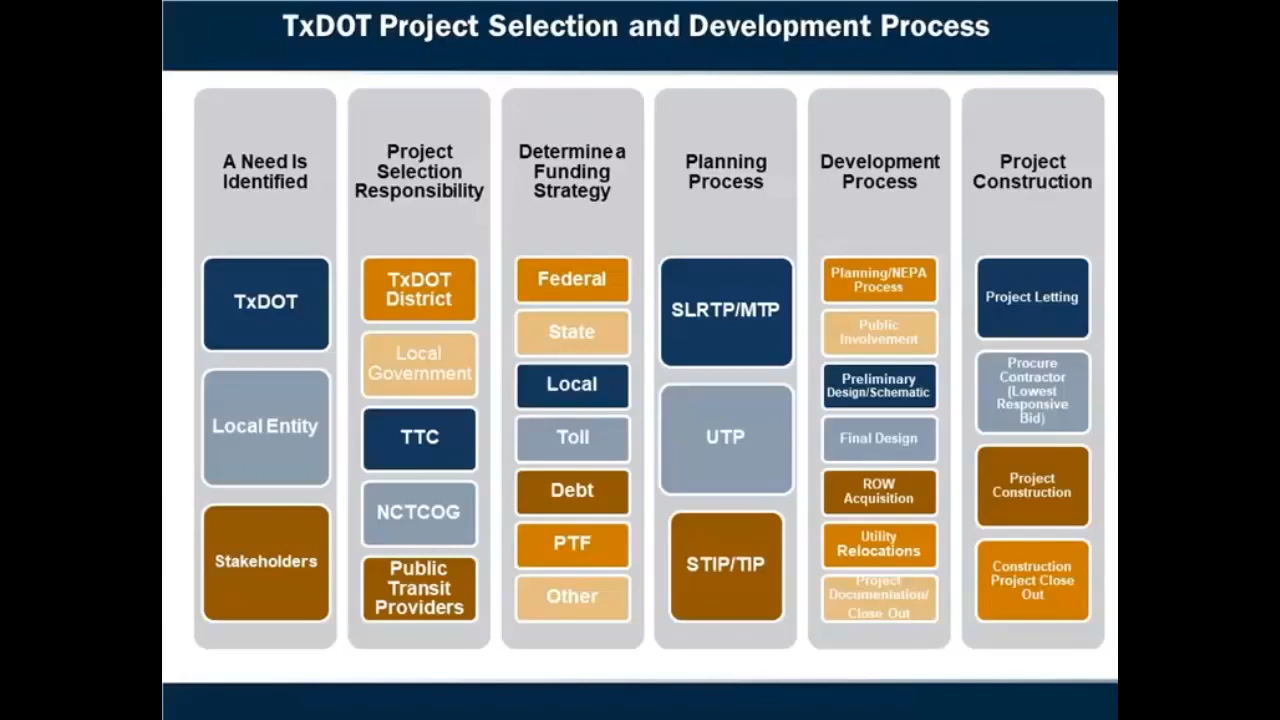 TxDOT Project Selection and Development Process
A Need Is
Identified
TxDOT
Local Entity
Stakeholders
Project
Selection
Responsibility
TxDOT
District
Local
Government
TTC
NCTCOG
Public
Transit
Providers
Determine a
Funding
Strategy
Federal
State
Local
Toll
Debt
PTF
Other
Planning
Process
SLRTP/MTP
UTP
STIP/TIP
Development
Process
Planning/NEPA
Process
Public
Involvement
Preliminary
Design/Schematic
Final Design
ROW
Acquisition
Utility
Relocations
Project
Documentation/
Close Out
Project
Construction
Project Letting
Procure
Contractor
(Lowest
Responsive
Bid)
Project
Construction
Construction
Project Close
Out